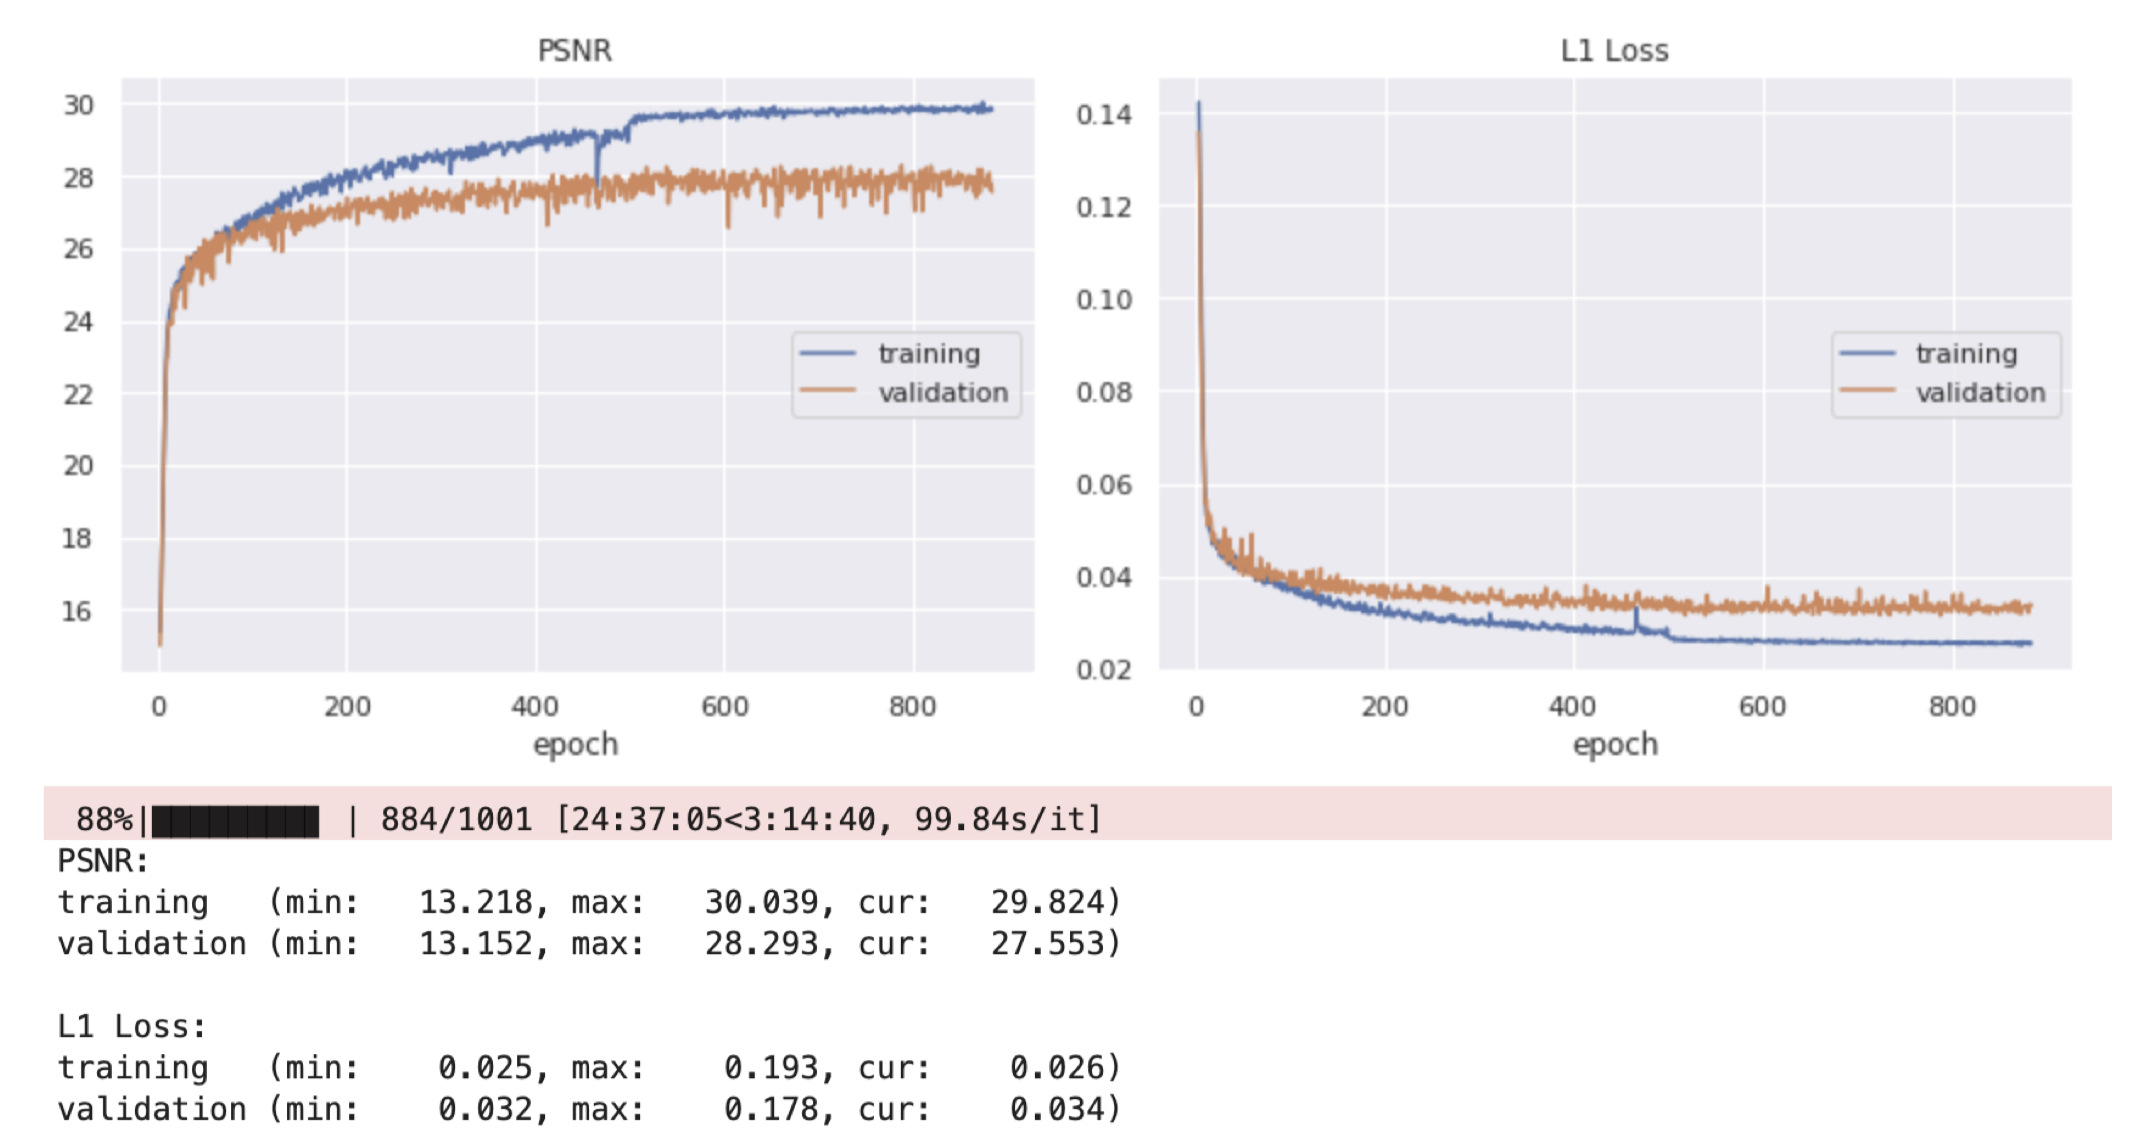 PSNR
30
28
26
24
22
20
18
16
training
validation
0 200 400 600 800
epoch
L1 Loss
0.14
0.12
0.10
0.08
0.06
0.04
0.02
training
validation
0 200 400 600 800
epoch
88%|█████████ | 884/1001 [24:37:05<3:14:40, 99.84s/it]
PSNR:
training (min: 13.218, max: 30.039, cur: 29.824)
validation (min: 13.152, max: 28.293, cur: 27.553)
L1 Loss:
training (min: 0.025, max: 0.193, cur: 0.026)
validation (min: 0.032, max: 0.178, cur: 0.034)